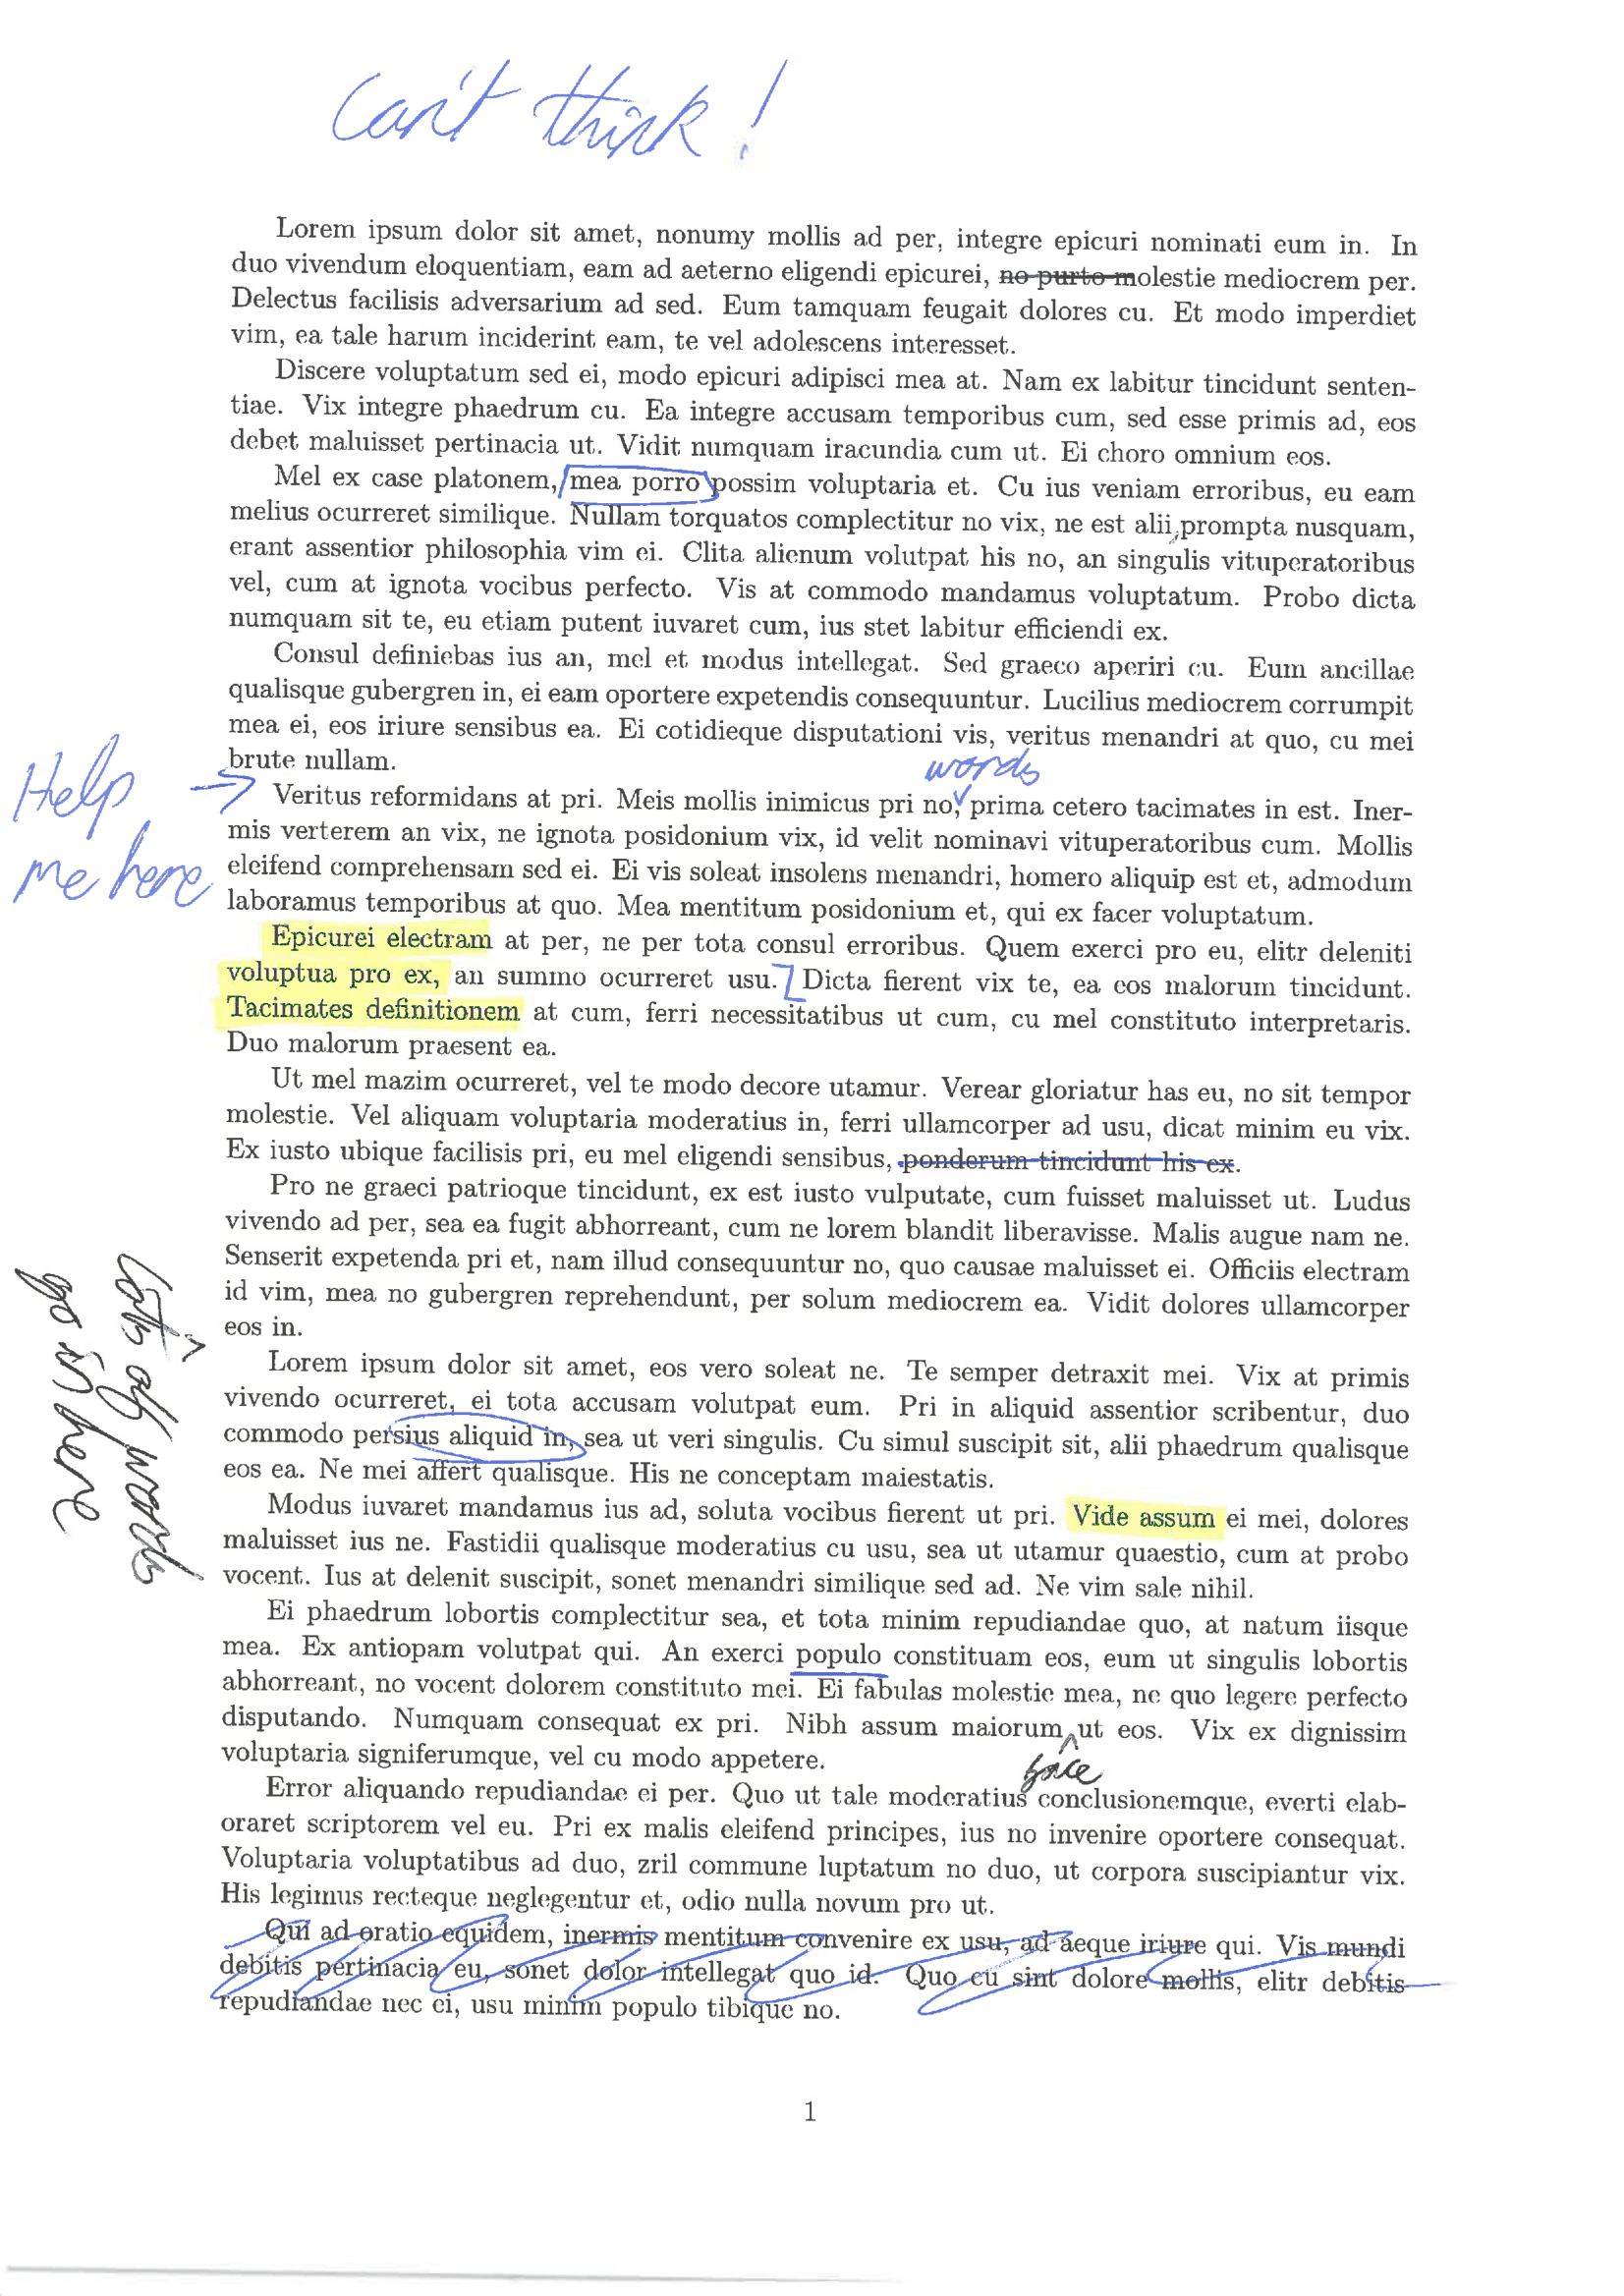 Can't think!
Lorem ipsum dolor sit amet, nonumy mollis ad per, integre epicuri nominati eum in. In
duo vivendum eloquentiam, eam ad aeterno eligendi epicurei, no purto molestie mediocrem per.
Delectus facilisis adversarium ad sed. Eum tamquam feugait dolores cu. Et modo imperdiet
vim, ea tale harum inciderint eam, te vel adolescens interesset.
Discere voluptatum sed ei, modo epicuri adipisci mea at. Nam ex labitur tincidunt senten-
tiae. Vix integre phaedrum cu. Ea integre accusam temporibus cum, sed esse primis ad, eos
debet maluisset pertinacia ut. Vidit numquam iracundia cum ut. Ei choro omnium eos.
Mel ex case platonem, mea porro possim voluptaria et. Cu ius veniam erroribus, eu eam
melius ocurreret similique. Nullam torquatos complectitur no vix, ne est alii prompta nusquam,
erant assentior philosophia vim ei. Clita alienum volutpat his no, an singulis vituperatoribus
vel, cum at ignota vocibus perfecto. Vis at commodo mandamus voluptatum. Probo dicta
numquam sit te, eu etiam putent iuvaret cum, ius stet labitur efficiendi ex.
Consul definiebas ius an, mel et modus intellegat. Sed graeco aperiri cu. Eum ancillae
qualisque gubergren in, ei eam oportere expetendis consequuntur. Lucilius mediocrem corrumpit
mea ei, eos iriure sensibus ea. Ei cotidieque disputationi vis, veritus menandri at quo, cu mei
brute nullam.
words
Help
me here
Veritus reformidans at pri. Meis mollis inimicus pri no, prima cetero tacimates in est. Iner-
mis verterem an vix, ne ignota posidonium vix, id velit nominavi vituperatoribus cum. Mollis
eleifend comprehensam sed ei. Ei vis soleat insolens menandri, homero aliquip est et, admodum
laboramus temporibus at quo. Mea mentitum posidonium et, qui ex facer voluptatum.
Epicurei electram at per, ne per tota consul erroribus. Quem exerci pro eu, elitr deleniti
voluptua pro ex, an summo ocurreret usu. Dicta fierent vix te, ea eos malorum tincidunt.
Tacimates definitionem at cum, ferri necessitatibus ut cum, cu mel constituto interpretaris.
Duo malorum praesent ea.
Ut mel mazim ocurreret, vel te modo decore utamur. Verear gloriatur has eu, no sit tempor
molestie. Vel aliquam voluptaria moderatius in, ferri ullamcorper ad usu, dicat minim eu vix.
Ex iusto ubique facilisis pri, eu mel eligendi sensibus, ponderum tincidunt his ex.
Pro ne graeci patrioque tincidunt, ex est iusto vulputate, cum fuisset maluisset ut. Ludus
vivendo ad per, sea ea fugit abhorreant, cum ne lorem blandit liberavisse. Malis augue nam ne.
Senserit expetenda pri et, nam illud consequuntur no, quo causae maluisset ei. Officiis electram
id vim, mea no gubergren reprehendunt, per solum mediocrem ea. Vidit dolores ullamcorper
eos in.
Lots of words
go in here
Lorem ipsum dolor sit amet, eos vero soleat ne. Te semper detraxit mei. Vix at primis
vivendo ocurreret, ei tota accusam volutpat eum. Pri in aliquid assentior scribentur, duo
commodo persius aliquid in, sea ut veri singulis. Cu simul suscipit sit, alii phaedrum qualisque
eos ea. Ne mei affert qualisque. His ne conceptam maiestatis.
Modus iuvaret mandamus ius ad, soluta vocibus fierent ut pri. Vide assum ei mei, dolores
maluisset ius ne. Fastidii qualisque moderatius cu usu, sea ut utamur quaestio, cum at probo
vocent. Ius at delenit suscipit, sonet menandri similique sed ad. Ne vim sale nihil.
Ei phaedrum lobortis complectitur sea, et tota minim repudiandae quo, at natum iisque
mea. Ex antiopam volutpat qui. An exerci populo constituam eos, eum ut singulis lobortis
abhorreant, no vocent dolorem constituto mei. Ei fabulas molestie mea, ne quo legere perfecto
disputando. Numquam consequat ex pri. Nibh assum maiorum ut eos. Vix ex dignissim
voluptaria signiferumque, vel cu modo appetere.
Error aliquando repudiandae ei per. Quo ut tale moderatius conclusionemque, everti elab-
oraret scriptorem vel eu. Pri ex malis eleifend principes, ius no invenire oportere consequat.
Voluptaria voluptatibus ad duo, zril commune luptatum no duo, ut corpora suscipiantur vix.
His legimus recteque neglegentur et, odio nulla novum pro ut.
Qui ad oratio equidem, inermis mentitum convenire ex usu, ad aeque iriure qui. Vis mundi
debitis pertinacia eu, sonet dolor intellegat quo id. Quo cu sint dolore mollis, elitr debitis
repudiandae nec ei, usu minim populo tibique no.
1